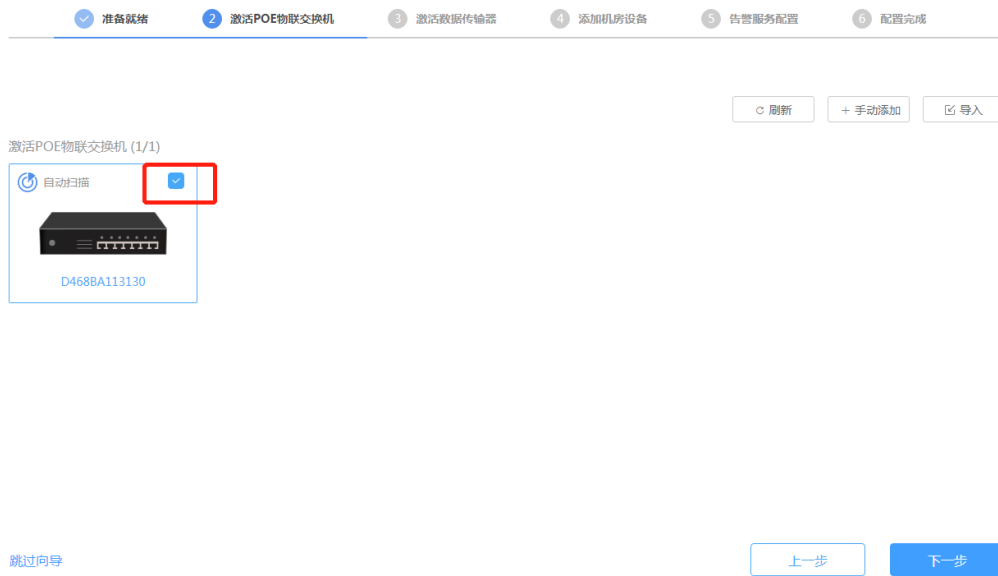 准备就绪 2 激活POE物联交换机 3 激活数据传输器 4 添加机房设备 5 告警服务配置 6 配置完成
刷新 + 手动添加 导入
激活POE物联交换机 (1/1)
自动扫描
D468BA113130
跳过向导 上一步 下一步